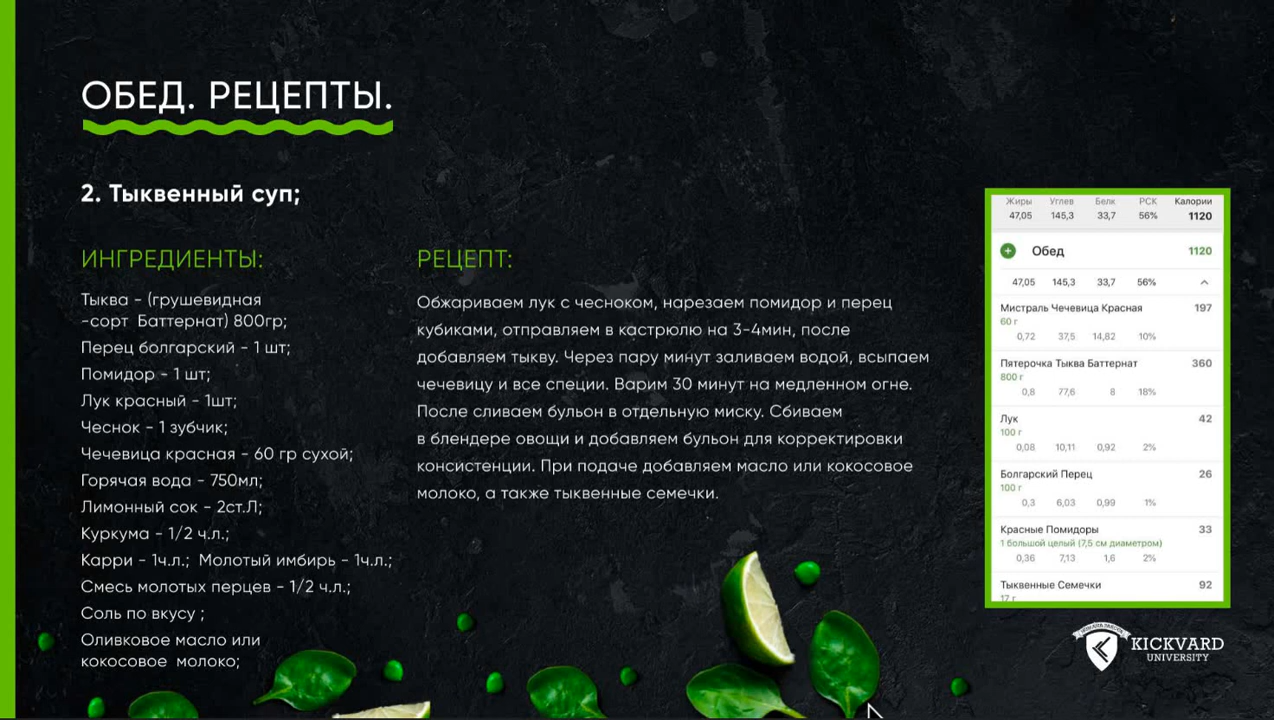 ОБЕД. РЕЦЕПТЫ.
2. Тыквенный суп;
ИНГРЕДИЕНТЫ:
Тыква - (грушевидная
-сорт Баттернат) 800гр;
Перец болгарский - 1 шт;
Помидор - 1 шт;
Лук красный - 1шт;
Чеснок - 1 зубчик;
Чечевица красная - 60 гр сухой;
Горячая вода - 750мл;
Лимонный сок - 2ст.Л;
Куркума - 1/2 ч.л.;
Карри - 1ч.л.; Молотый имбирь - 1ч.л.;
Смесь молотых перцев - 1/2 ч.л.;
Соль по вкусу ;
Оливковое масло или
кокосовое молоко;
РЕЦЕПТ:
Обжариваем лук с чесноком, нарезаем помидор и перец
кубиками, отправляем в кастрюлю на 3-4мин, после
добавляем тыкву. Через пару минут заливаем водой, всыпаем
чечевицу и все специи. Варим 30 минут на медленном огне.
После сливаем бульон в отдельную миску. Сбиваем
в блендере овощи и добавляем бульон для корректировки
консистенции. При подаче добавляем масло или кокосовое
молоко, а также тыквенные семечки.
Жиры Углев Белк РСК Калории
47,05 145,3 33,7 56% 1120
Обед 1120
47,05 145,3 33,7 56%
Мистраль Чечевица Красная 197
60 г
0,72 37,5 14,82 10%
Пятерочка Тыква Баттернат 360
800 г
0,8 77,6 8 18%
Лук 42
100 г
0,08 10,11 0,92 2%
Болгарский Перец 26
100 г
0,3 6,03 0,99 1%
Красные Помидоры 33
1 большой целый (7,5 см диаметром)
0,36 7,13 1,6 2%
Тыквенные Семечки 92
17 г
KICKVARD
UNIVERSITY